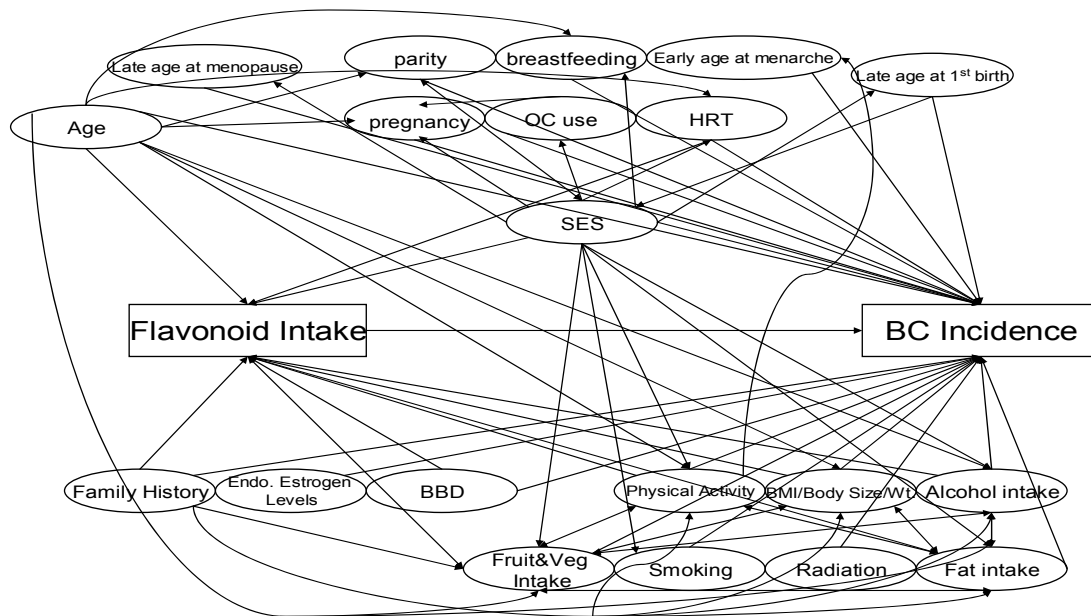 parity
breastfeeding
Early age at menarche
Late age at menopause
Late age at 1st birth
Age
pregnancy
OC use
HRT
SES
Flavonoid Intake
BC Incidence
Family History
Endo. Estrogen
Levels
BBD
Physical Activity
BMI/Body Size/Wt.
Alcohol intake
Fruit&Veg
Intake
Smoking
Radiation
Fat intake